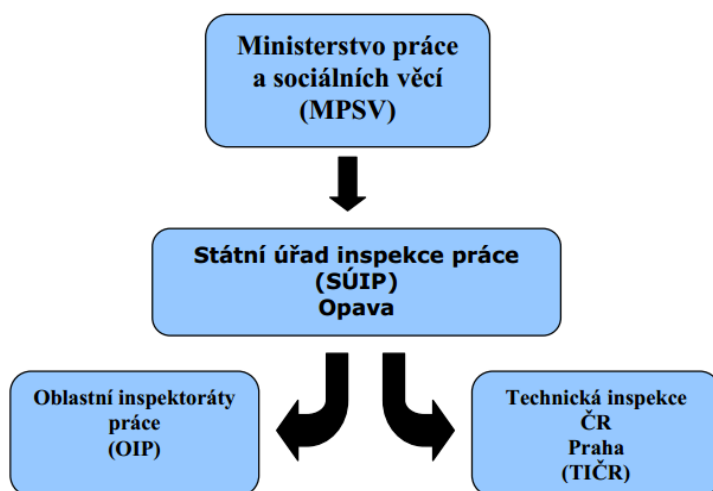 Ministerstvo práce
a sociálních věcí
(MPSV)
Státní úřad inspekce práce
(SÚIP)
Opava
Oblastní inspektoráty
práce
(OIP)
Technická inspekce
ČR
Praha
(TIČR)